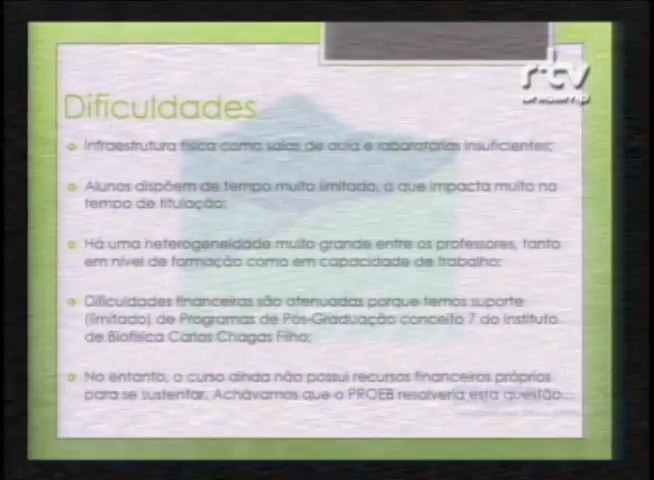 rtv
unicamp
Dificuldades
Infraestrutura física como salas de aula e laboratórios insuficientes;
Alunos dispõem de tempo muito limitado, o que impacta muito no
tempo de titulação;
Há uma heterogeneidade muito grande entre os professores, tanto
em nível de formação como em capacidade de trabalho;
Dificuldades financeiras são atenuadas porque temos suporte
(limitado) de Programas de Pós-Graduação conceito 7 do Instituto
de Biofísica Carlos Chagas Filho;
No entanto, o curso ainda não possui recursos financeiros próprios
para se sustentar. Achávamos que o PROEB resolveria esta questão...